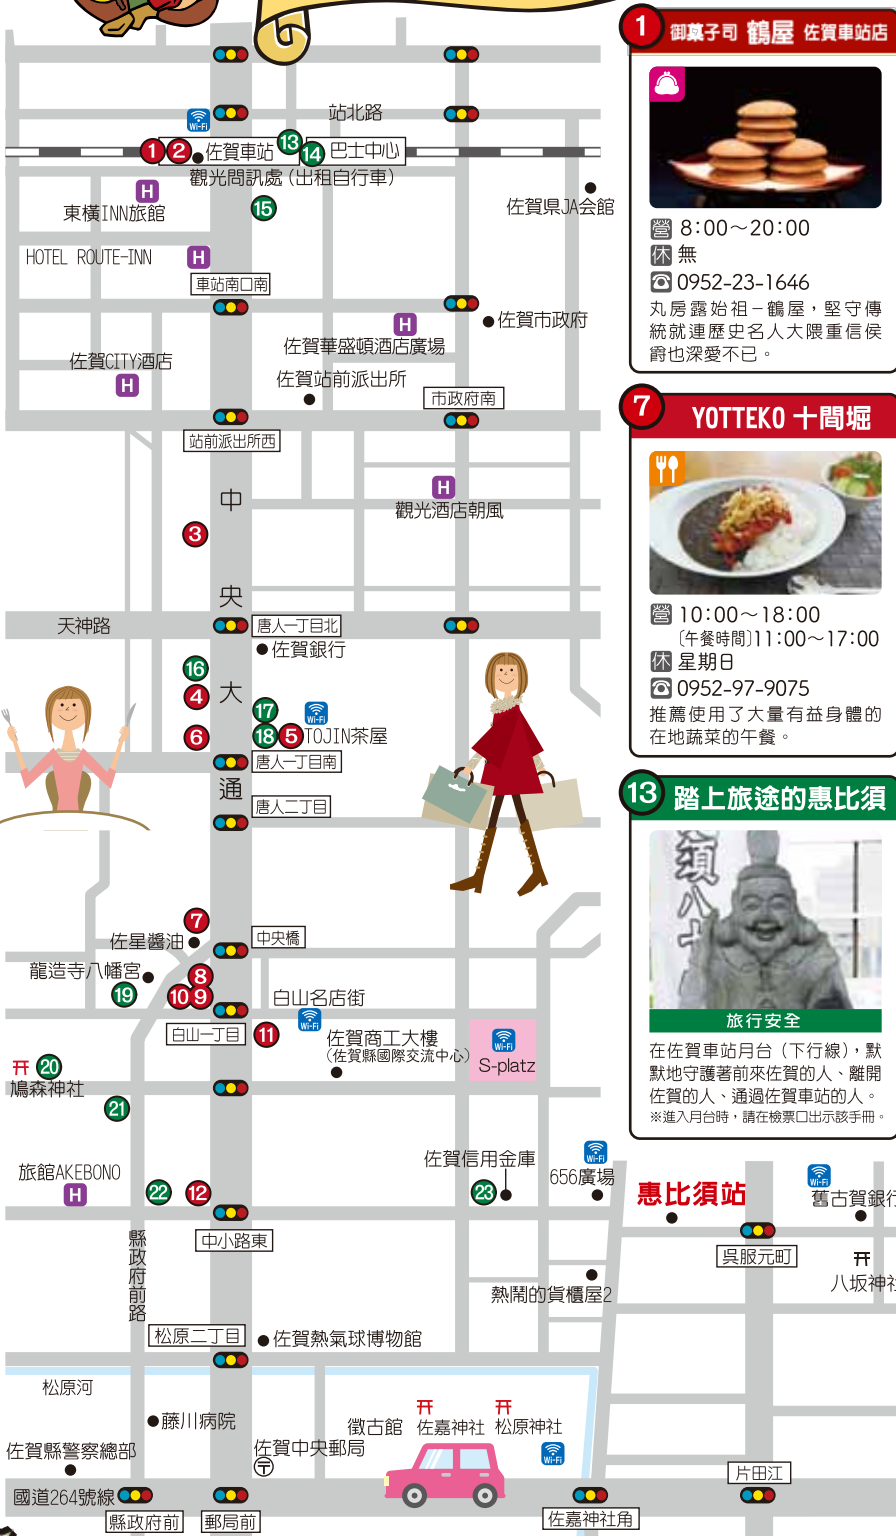 站北路
Wi-Fi
1 2 佐賀車站 13 14 巴士中心
觀光問訊處(出租自行車)
H
東橫INN旅館
15
佐賀県JA会館
HOTEL ROUTE-INN H
車站南口南
佐賀市政府
H
佐賀華盛頓酒店廣場
佐賀CITY酒店
H
佐賀站前派出所
市政府南
站前派出所西
中央大通
H
觀光酒店朝風
3
天神路
唐人一丁目北
佐賀銀行
16
4
17
Wi-Fi
6
18 5 TOJIN茶屋
唐人一丁目南
唐人二丁目
7
佐星醬油
中央橋
龍造寺八幡宮
8
19
10 9
白山名店街
Wi-Fi
白山一丁目
11
佐賀商工大樓
(佐賀縣國際交流中心)
Wi-Fi
S-platz
20
鳩森神社
21
旅館AKEBONO
H
22
12
佐賀信用金庫
23
Wi-Fi
656廣場
中小路東
縣政府前路
熱鬧的貨櫃屋2
松原二丁目
佐賀熱氣球博物館
松原河
藤川病院
徵古館
佐嘉神社
松原神社
Wi-Fi
佐賀縣警察總部
佐賀中央郵局
〒
國道264號線
縣政府前
郵局前
佐嘉神社角
惠比須站
Wi-Fi
舊古賀銀行
吳服元町
八坂神社
片田江
1 御菓子司 鶴屋 佐賀車站店
營 8:00～20:00
休 無
☎ 0952-23-1646
丸房露始祖－鶴屋，堅守傳
統就連歷史名人大隈重信侯
爵也深愛不已。
7 YOTTEKO 十間堀
營 10:00～18:00
〔午餐時間〕11:00～17:00
休 星期日
☎ 0952-97-9075
推薦使用了大量有益身體的
在地蔬菜的午餐。
13 踏上旅途的惠比須
須八十
旅行安全
在佐賀車站月台（下行線），默
默地守護著前來佐賀的人、離開
佐賀的人、通過佐賀車站的人。
※進入月台時，請在檢票口出示該手冊。